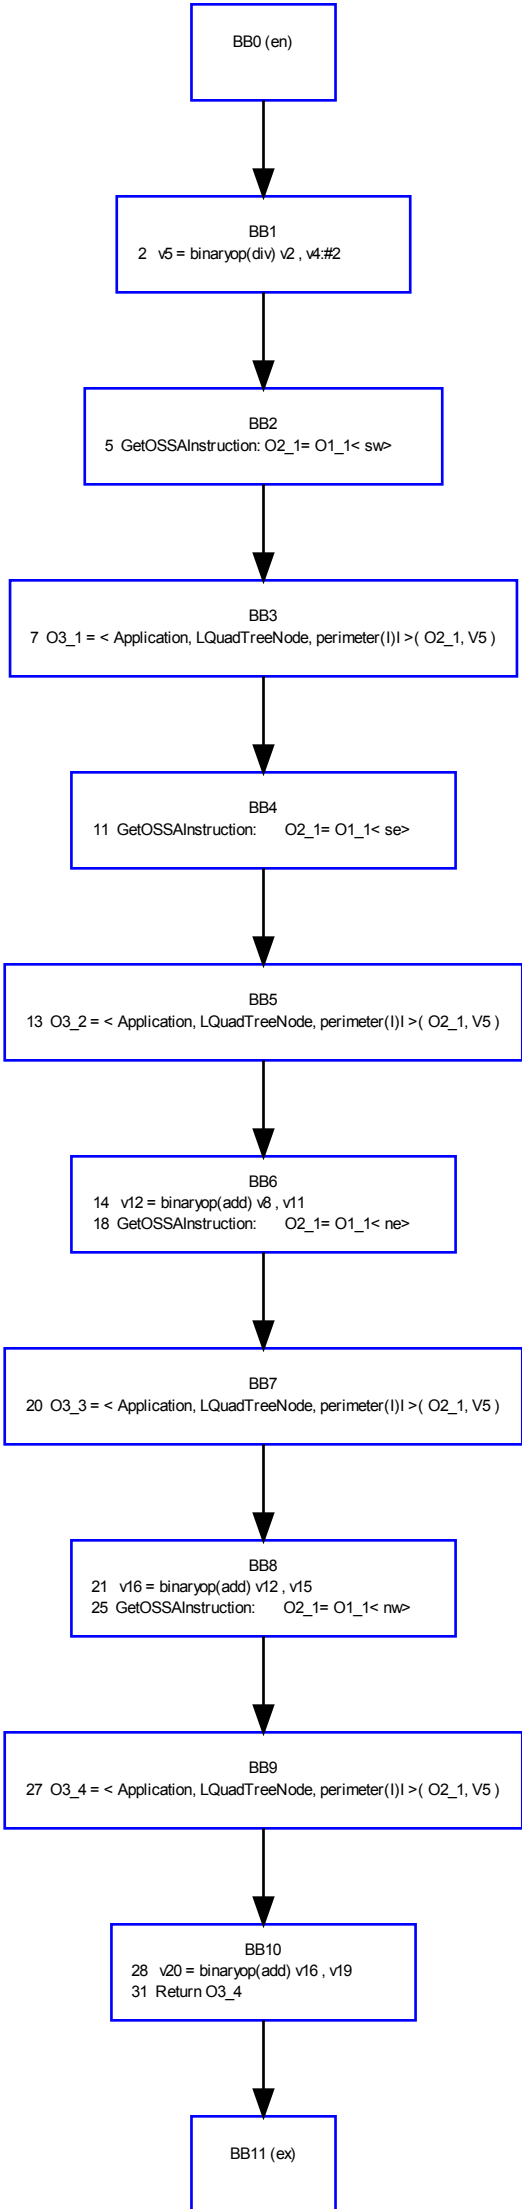 BB0 (en)
BB1
2 v5 = binaryop(div) v2 , v4:#2
BB2
5 GetOSSAInstruction: O2_1= O1_1< sw>
BB3
7 O3_1 = < Application, LQuadTreeNode, perimeter(I)I >( O2_1, V5 )
BB4
11 GetOSSAInstruction: O2_1= O1_1< se>
BB5
13 O3_2 = < Application, LQuadTreeNode, perimeter(I)I >( O2_1, V5 )
BB6
14 v12 = binaryop(add) v8 , v11
18 GetOSSAInstruction: O2_1= O1_1< ne>
BB7
20 O3_3 = < Application, LQuadTreeNode, perimeter(I)I >( O2_1, V5 )
BB8
21 v16 = binaryop(add) v12 , v15
25 GetOSSAInstruction: O2_1= O1_1< nw>
BB9
27 O3_4 = < Application, LQuadTreeNode, perimeter(I)I >( O2_1, V5 )
BB10
28 v20 = binaryop(add) v16 , v19
31 Return O3_4
BB11 (ex)